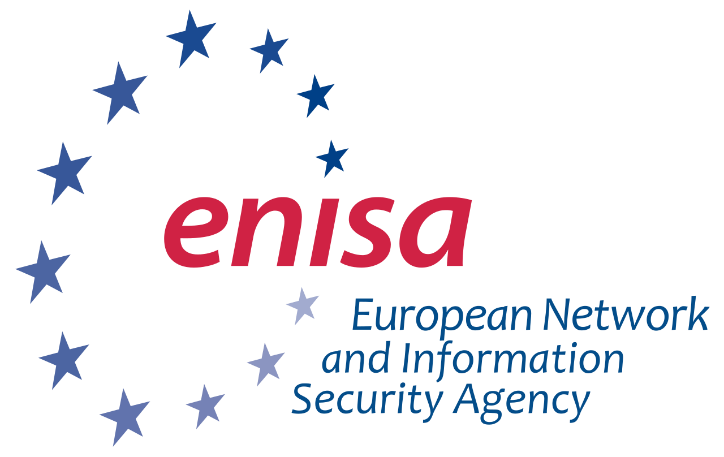 enisa
European Network
and Information
Security Agency